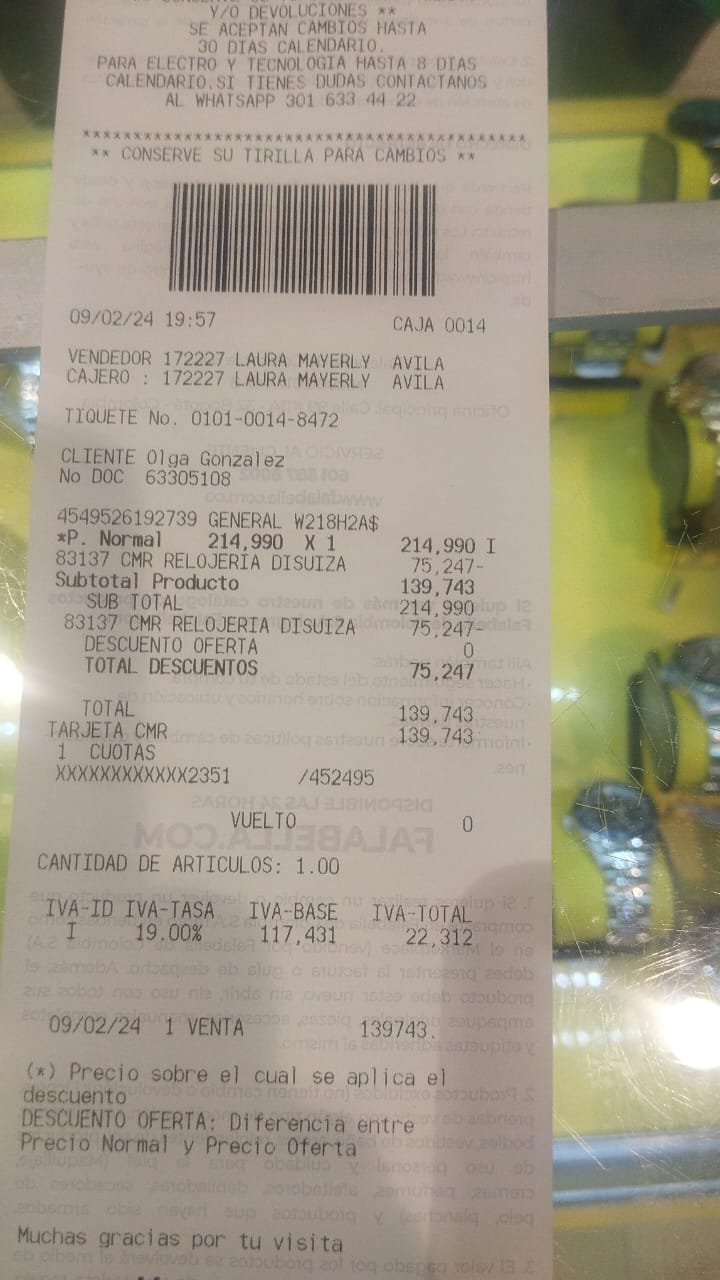 Y/O DEVOLUCIONES **
SE ACEPTAN CAMBIOS HASTA
30 DIAS CALENDARIO.
PARA ELECTRO Y TECNOLOGIA HASTA 8 DIAS
CALENDARIO.SI TIENES DUDAS CONTACTANOS
AL WHATSAPP 301 633 44 22
*******************************************
** CONSERVE SU TIRILLA PARA CAMBIOS **
09/02/24 19:57 CAJA 0014
VENDEDOR 172227 LAURA MAYERLY AVILA
CAJERO : 172227 LAURA MAYERLY AVILA
TIQUETE No. 0101-0014-8472
CLIENTE Olga Gonzalez
No DOC 63305108
4549526192739 GENERAL W218H2A$
*P. Normal 214,990 X 1 214,990 I
83137 CMR RELOJERIA DISUIZA 75,247-
Subtotal Producto 139,743
SUB TOTAL 214,990
83137 CMR RELOJERIA DISUIZA 75,247-
DESCUENTO OFERTA 0
TOTAL DESCUENTOS 75,247
TOTAL 139,743
TARJETA CMR 139,743
1 CUOTAS
XXXXXXXXXXXX2351 /452495
VUELTO 0
CANTIDAD DE ARTICULOS: 1.00
IVA-ID IVA-TASA IVA-BASE IVA-TOTAL
I 19.00% 117,431 22,312
09/02/24 1 VENTA 139743.
(*) Precio sobre el cual se aplica el
descuento
DESCUENTO OFERTA: Diferencia entre
Precio Normal y Precio Oferta
Muchas gracias por tu visita